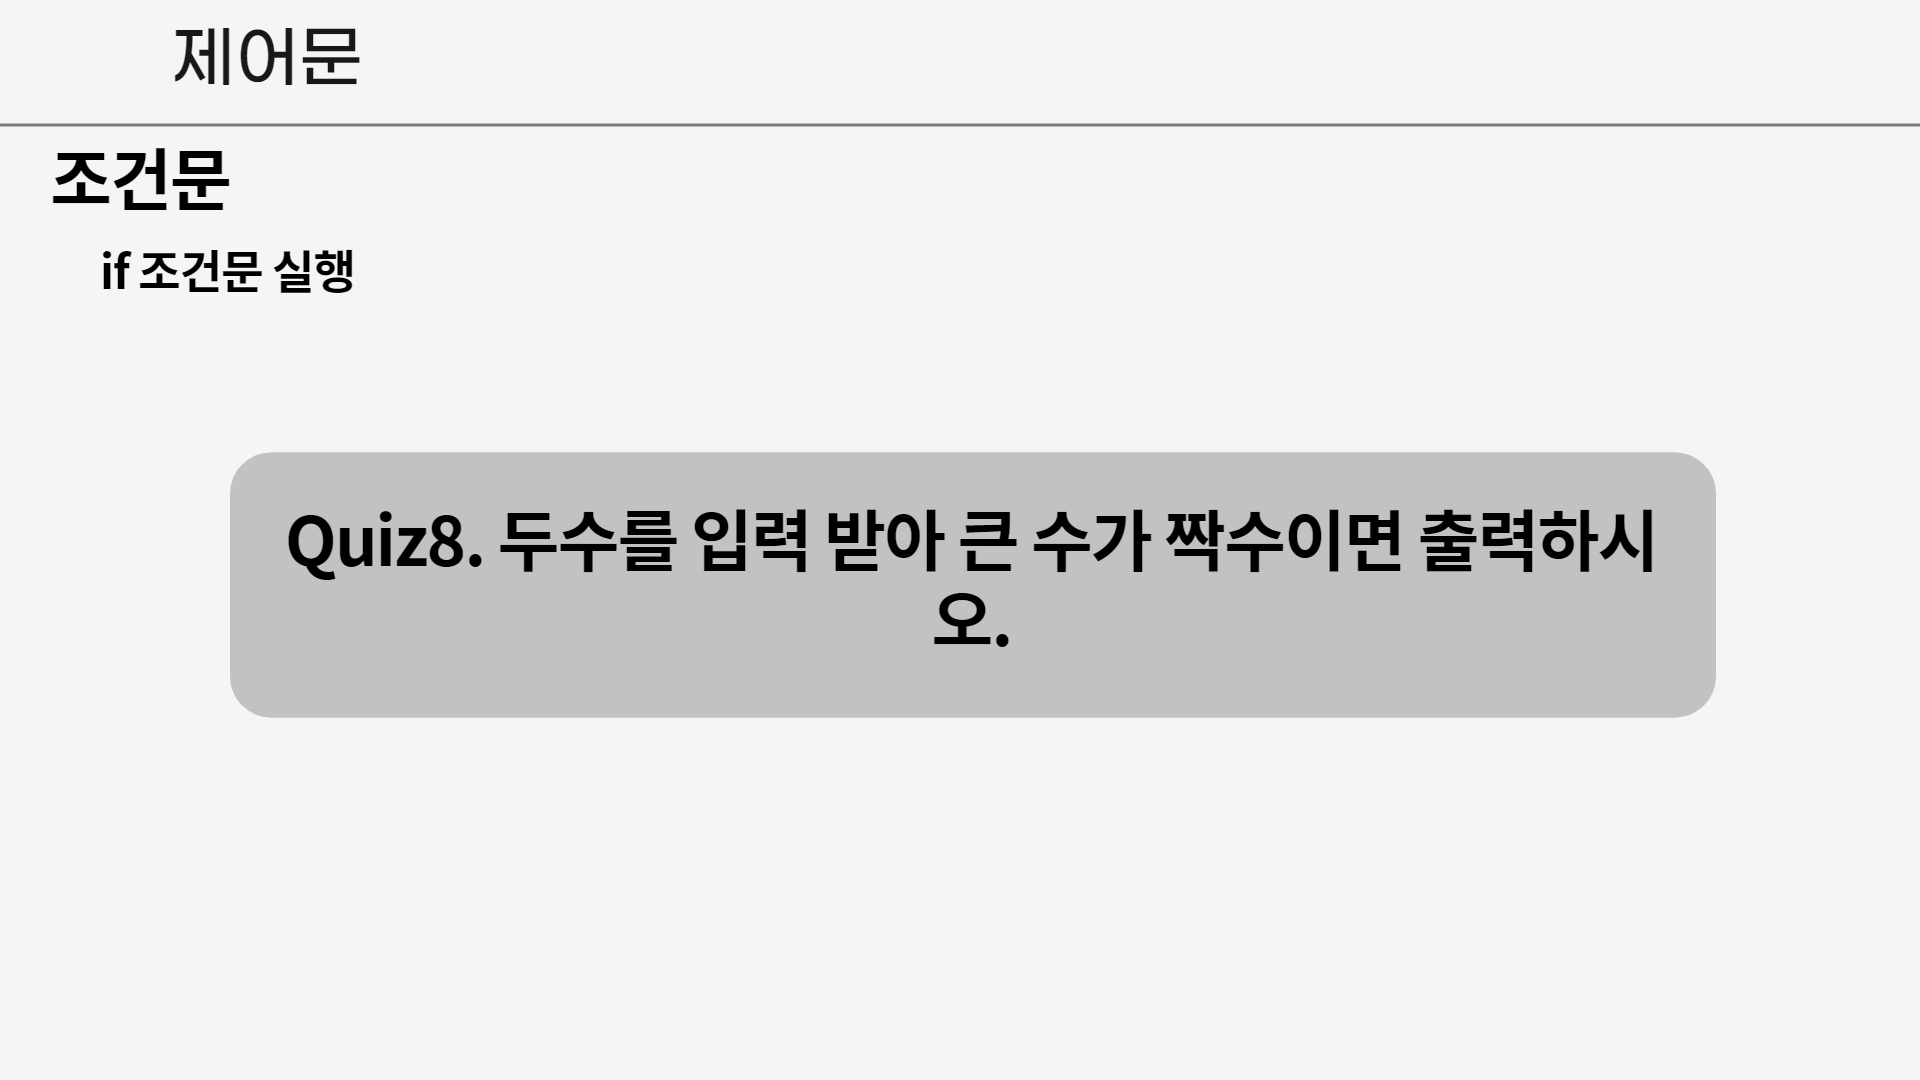 제어문
조건문
if 조건문 실행
Quiz8. 두수를 입력 받아 큰 수가 짝수이면 출력하시
오.